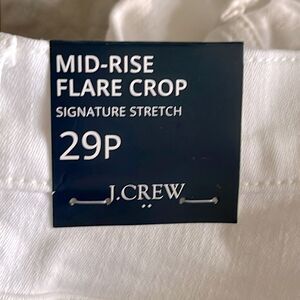 MID-RISE
FLARE CROP
SIGNATURE STRETCH
29P
J.CREW